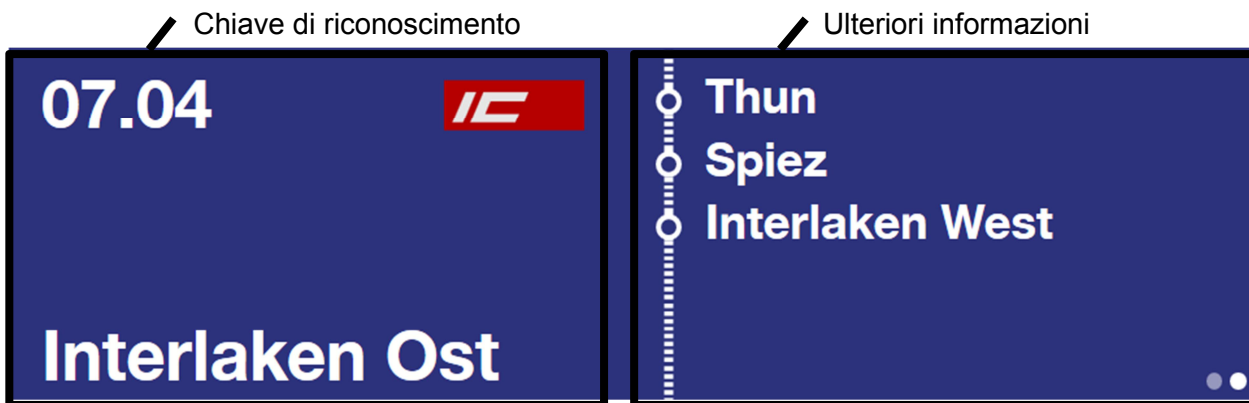 Chiave di riconoscimento
Ulteriori informazioni
07.04 IC
Interlaken Ost
Thun
Spiez
Interlaken West